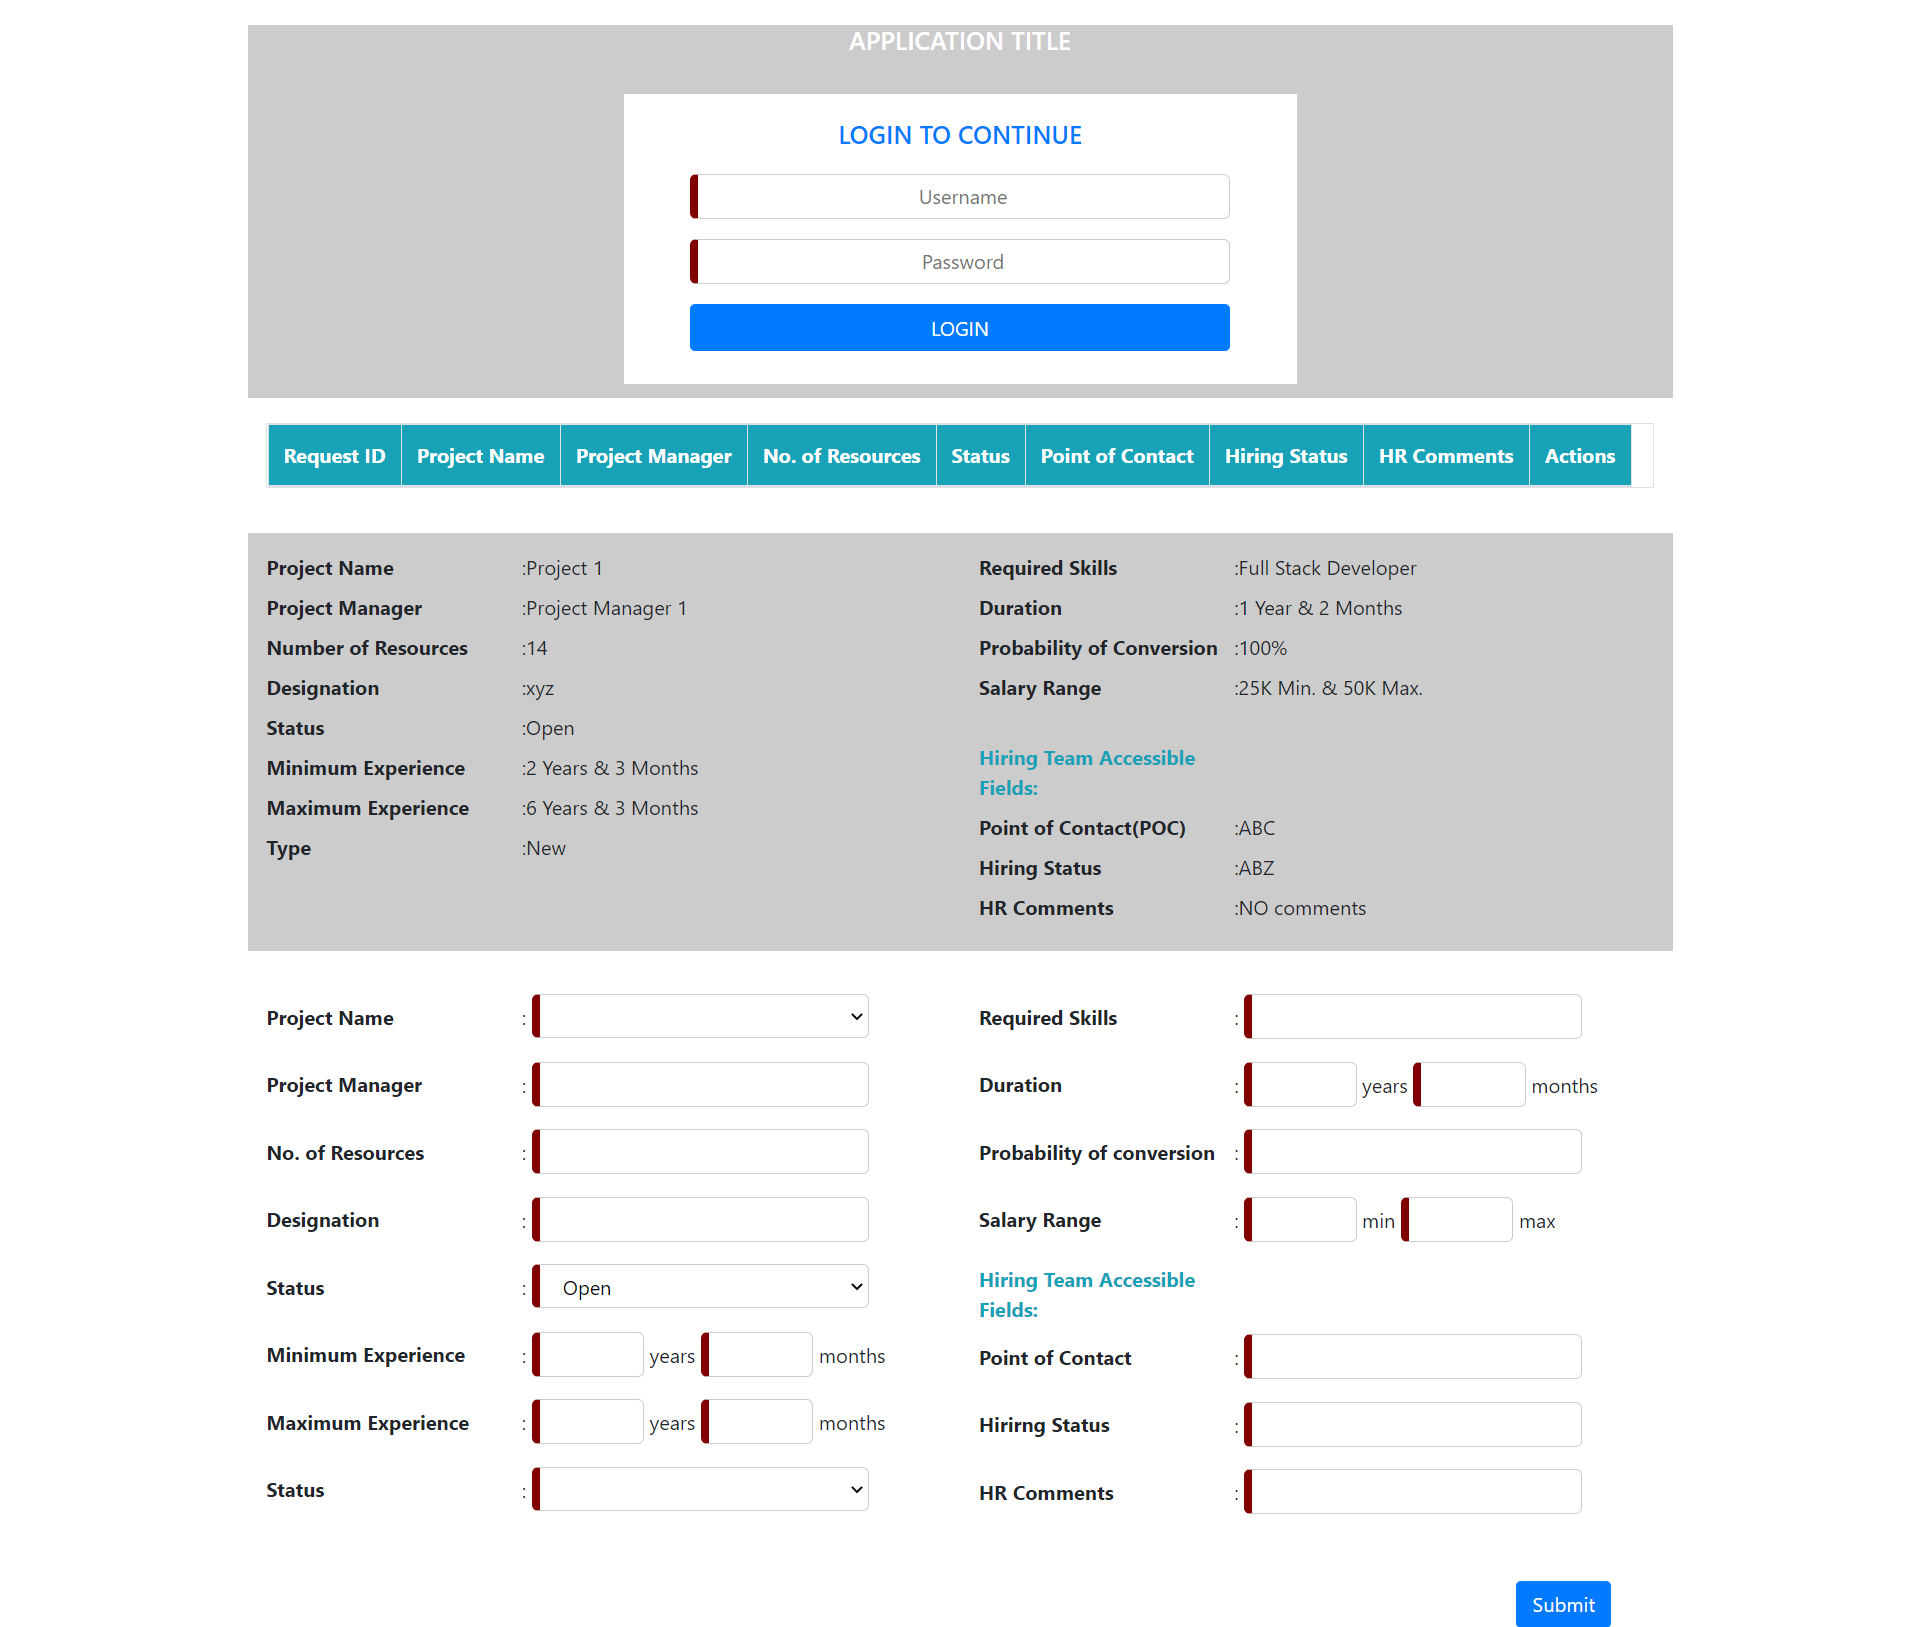 APPLICATION TITLE
LOGIN TO CONTINUE
Username
Password
LOGIN
Request ID Project Name Project Manager No. of Resources Status Point of Contact Hiring Status HR Comments Actions
Project Name :Project 1
Project Manager :Project Manager 1
Number of Resources :14
Designation :xyz
Status :Open
Minimum Experience :2 Years & 3 Months
Maximum Experience :6 Years & 3 Months
Type :New
Required Skills :Full Stack Developer
Duration :1 Year & 2 Months
Probability of Conversion :100%
Salary Range :25K Min. & 50K Max.
Hiring Team Accessible
Fields:
Point of Contact(POC) :ABC
Hiring Status :ABZ
HR Comments :NO comments
Project Name :
Project Manager :
No. of Resources :
Designation :
Status : Open
Minimum Experience : years months
Maximum Experience : years months
Status :
Required Skills :
Duration : years months
Probability of conversion :
Salary Range : min max
Hiring Team Accessible
Fields:
Point of Contact :
Hirirng Status :
HR Comments :
Submit